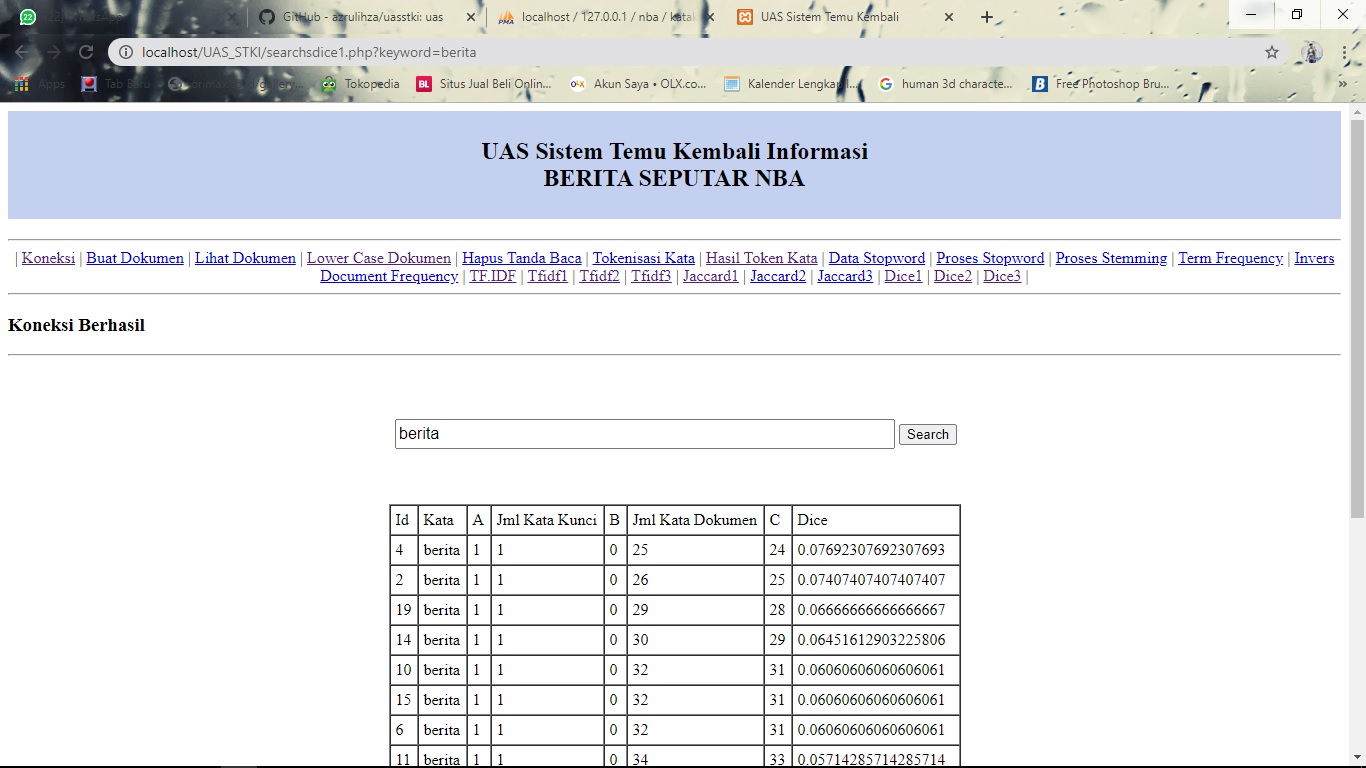 GitHub - azrulihza/uasstki: uas
localhost / 127.0.0.1 / nba / katak
UAS Sistem Temu Kembali
localhost/UAS_STKI/searchsdice1.php?keyword=berita
Apps Tab Baru Tokopedia BL Situs Jual Beli Onlin... Akun Saya • OLX.co... Kalender Lengkap I... human 3d characte... Free Photoshop Bru... »
UAS Sistem Temu Kembali Informasi
BERITA SEPUTAR NBA
| Koneksi | Buat Dokumen | Lihat Dokumen | Lower Case Dokumen | Hapus Tanda Baca | Tokenisasi Kata | Hasil Token Kata | Data Stopword | Proses Stopword | Proses Stemming | Term Frequency | Invers
Document Frequency | TF.IDF | Tfidf1 | Tfidf2 | Tfidf3 | Jaccard1 | Jaccard2 | Jaccard3 | Dice1 | Dice2 | Dice3 |
Koneksi Berhasil
berita Search
Id Kata A Jml Kata Kunci B Jml Kata Dokumen C Dice
4 berita 1 1 0 25 24 0.07692307692307693
2 berita 1 1 0 26 25 0.07407407407407407
19 berita 1 1 0 29 28 0.06666666666666667
14 berita 1 1 0 30 29 0.06451612903225806
10 berita 1 1 0 32 31 0.06060606060606061
15 berita 1 1 0 32 31 0.06060606060606061
6 berita 1 1 0 32 31 0.06060606060606061
11 berita 1 1 0 34 33 0.05714285714285714